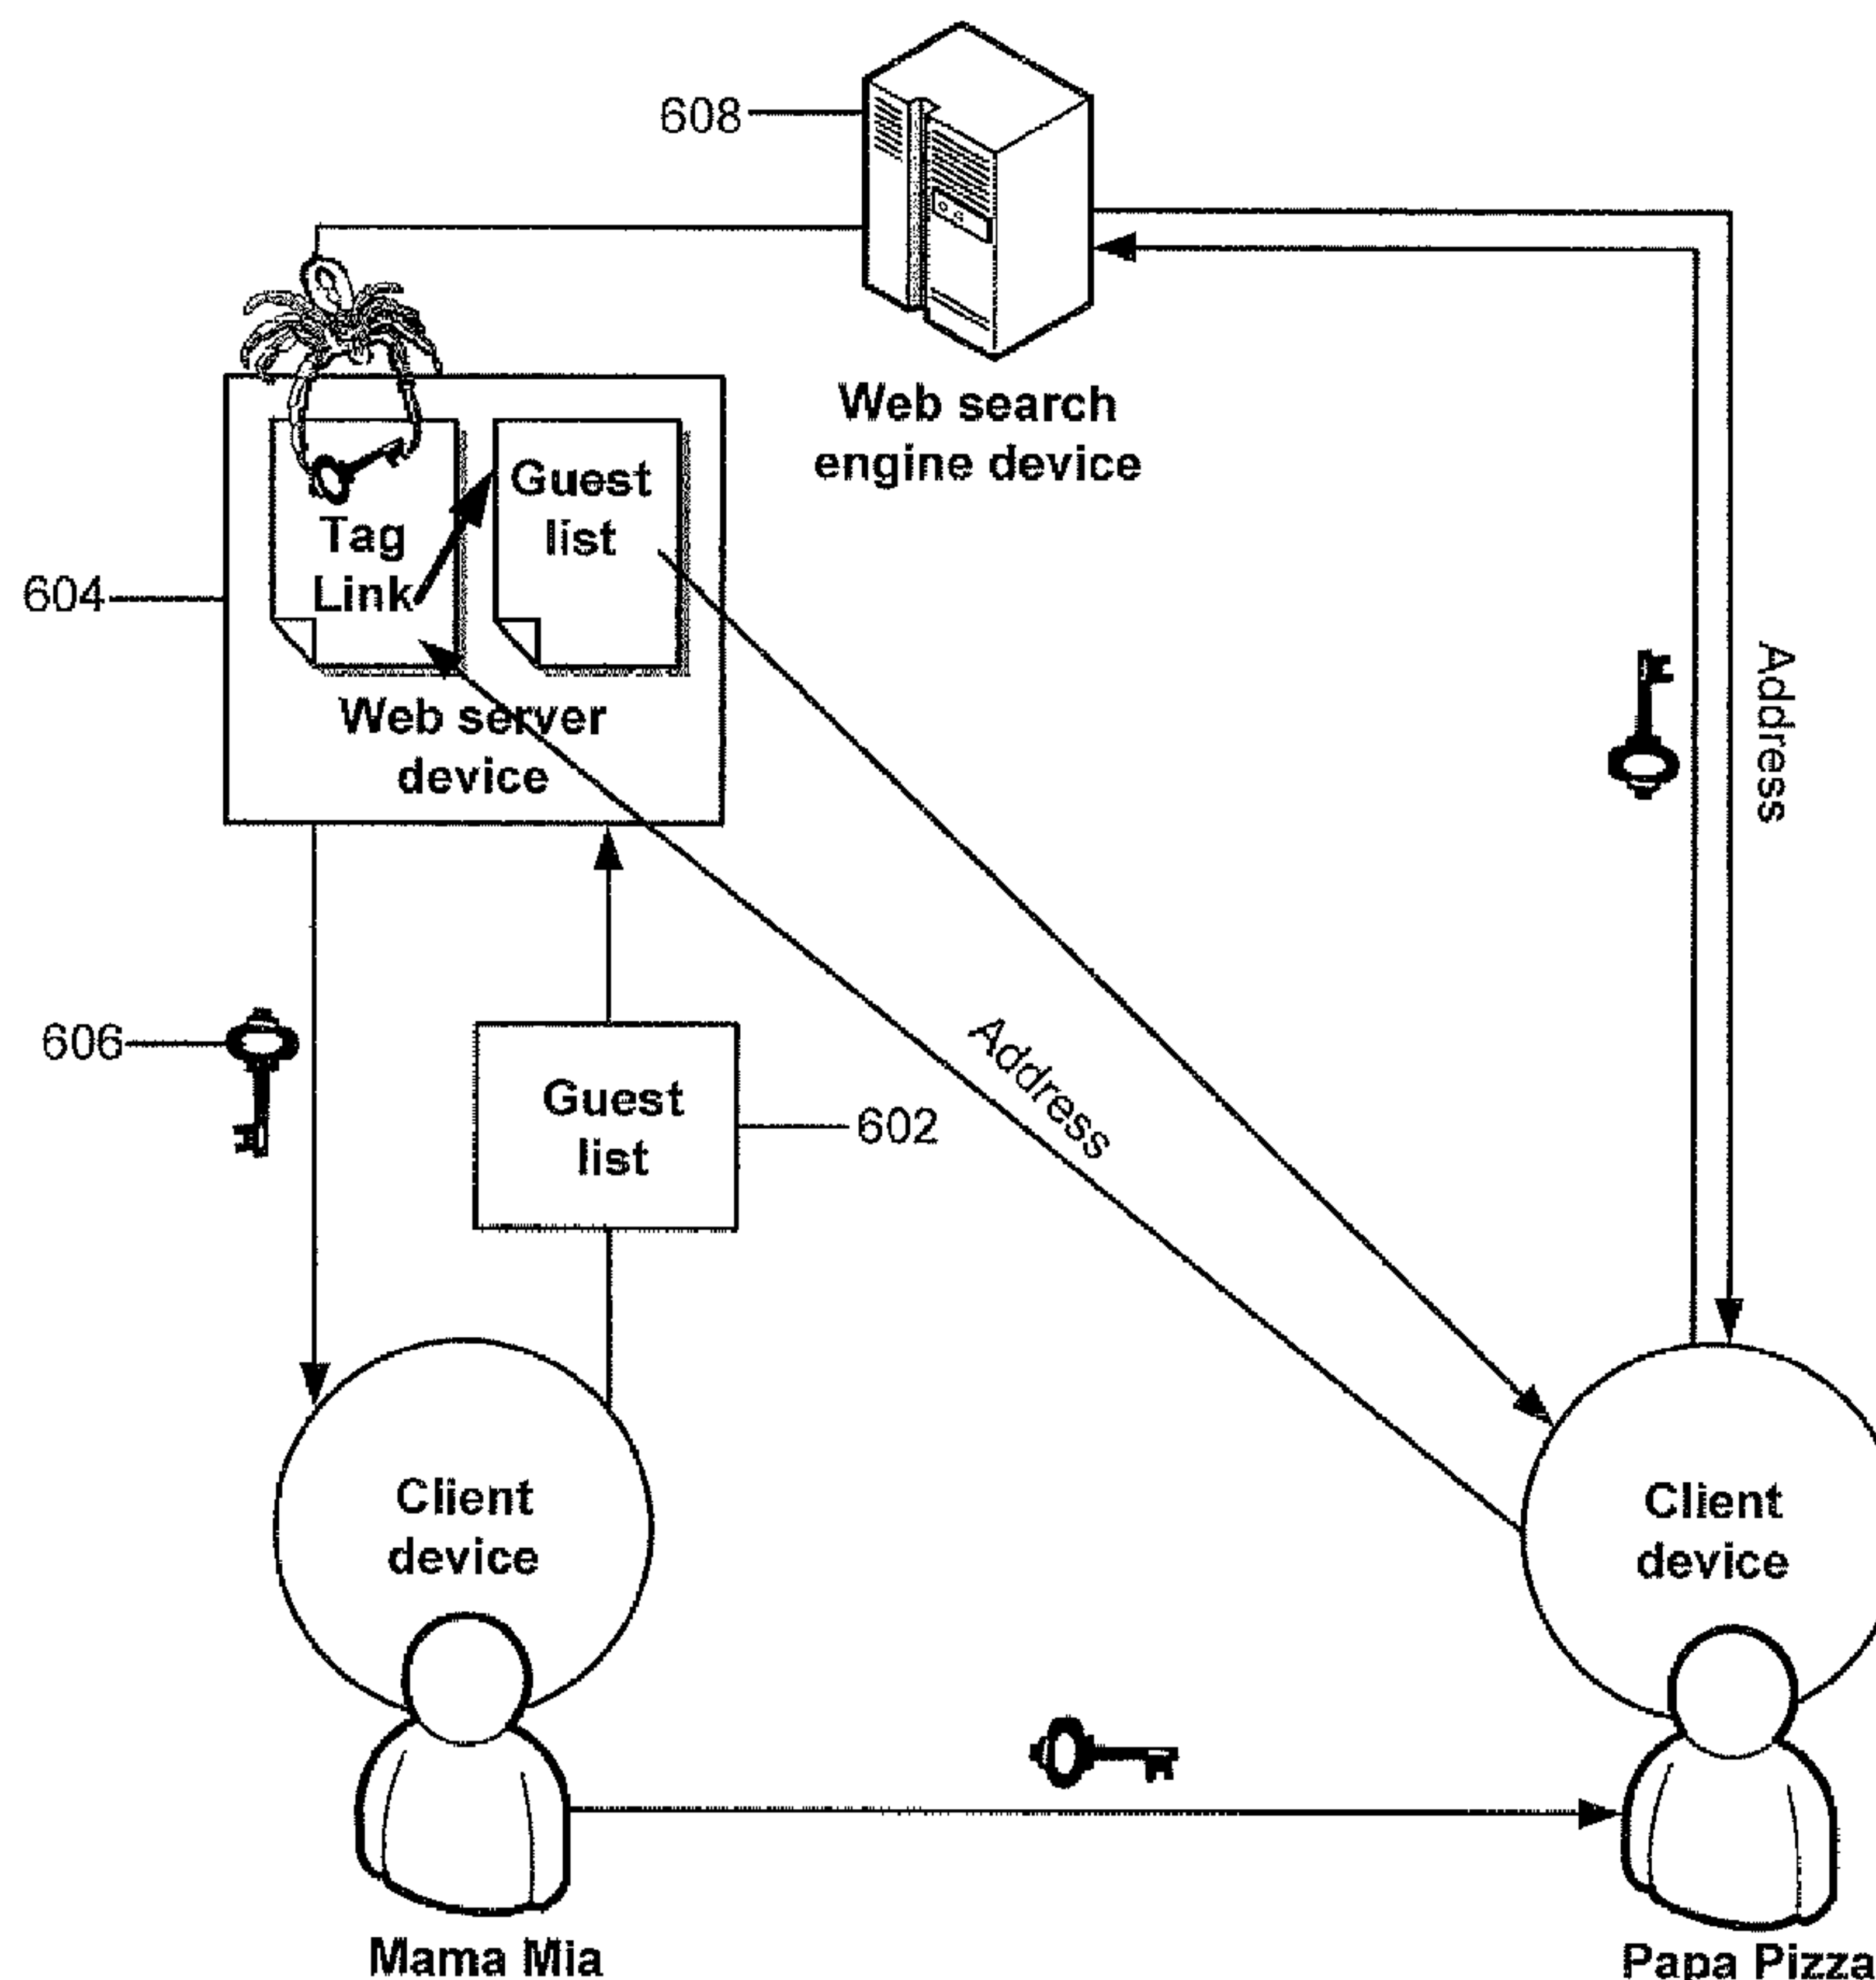 608
Web search
engine device
Guest
list
Tag
Link
604
Web server
device
Address
606
Address
Guest
list
602
Client
device
Client
device
Mama Mia
Papa Pizza